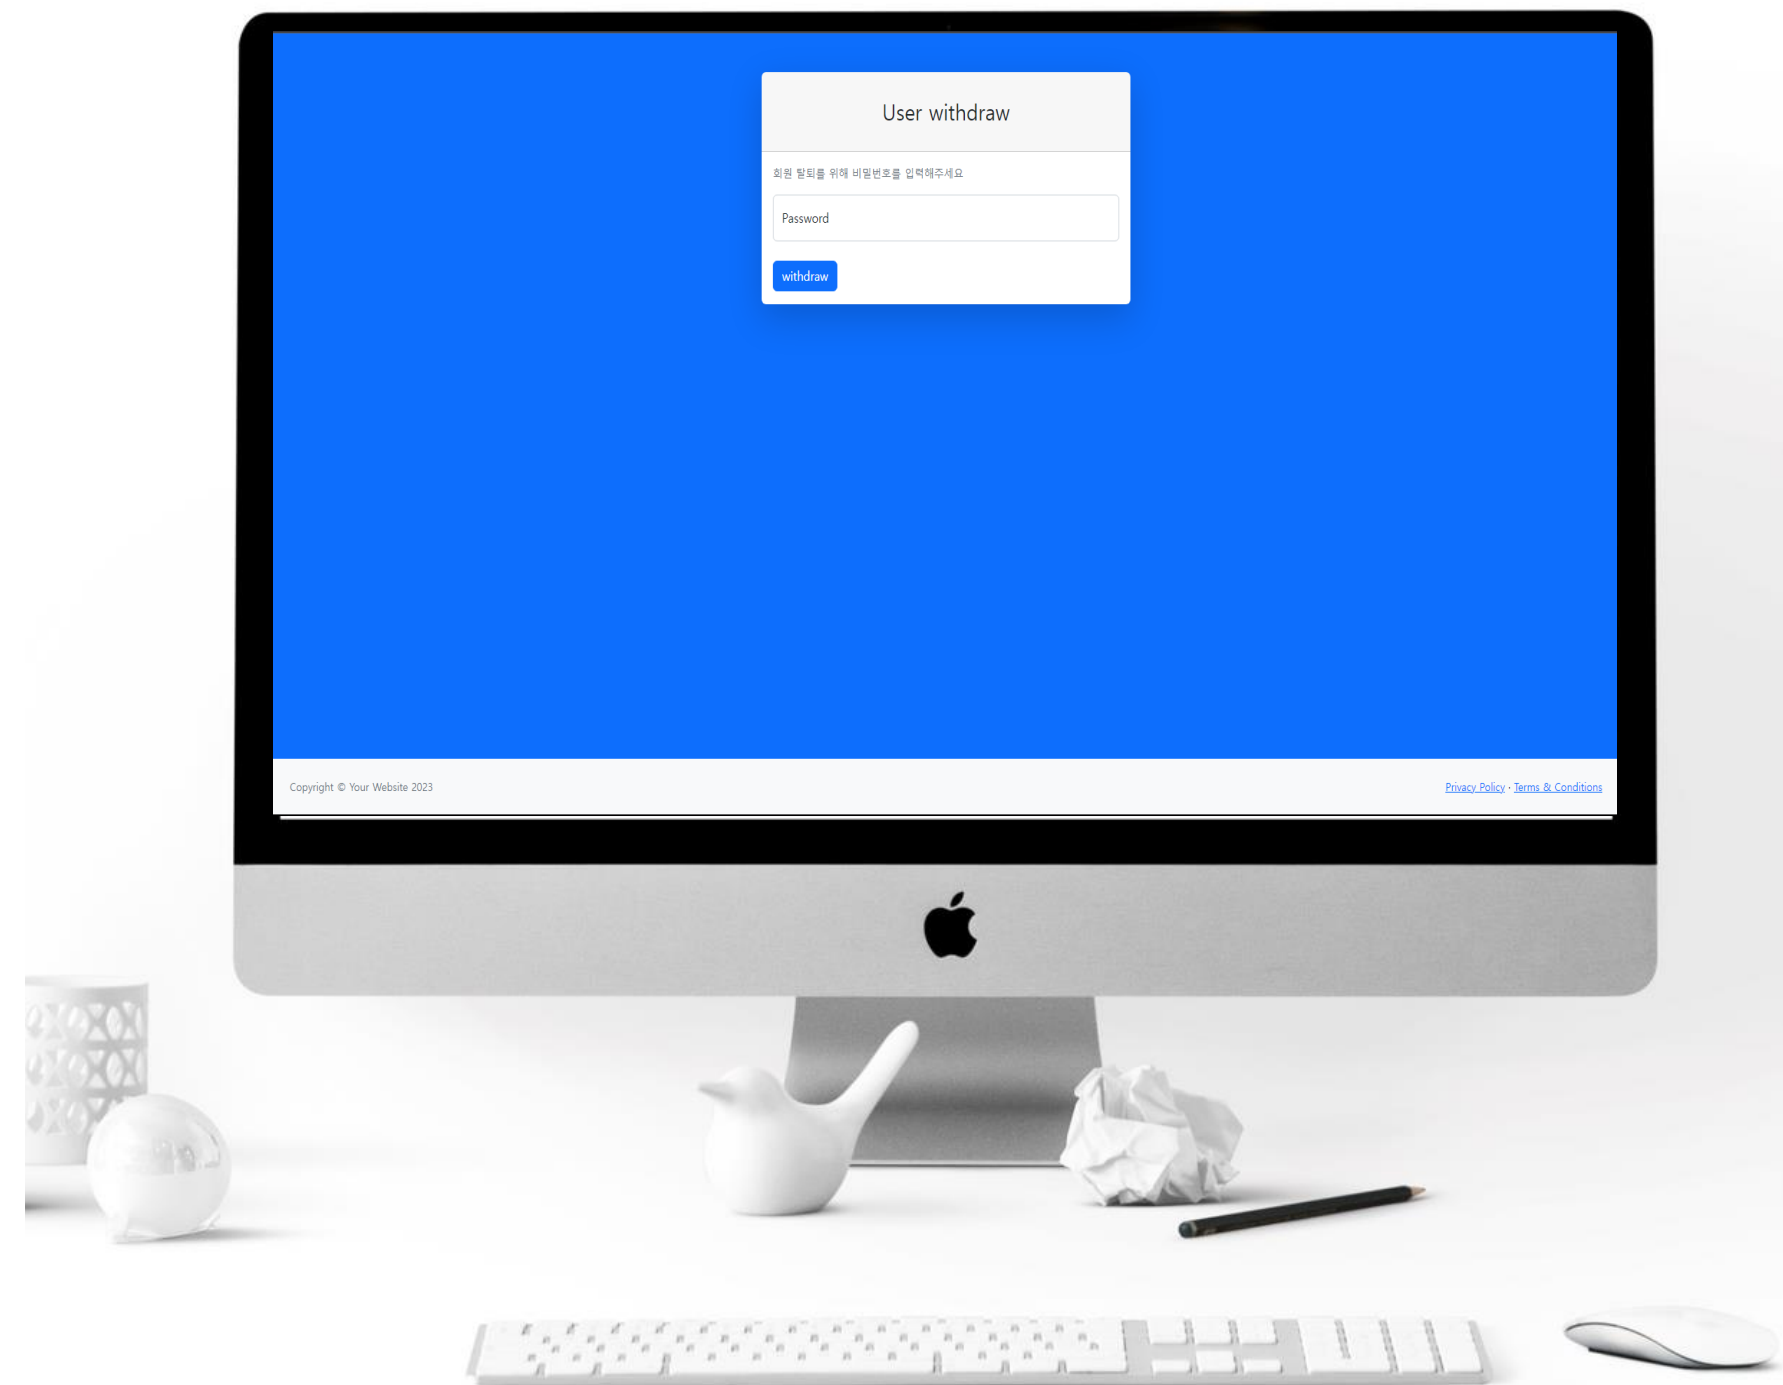 User withdraw
회원 탈퇴를 위해 비밀번호를 입력해주세요
Password
withdraw
Copyright © Your Website 2023
Privacy Policy · Terms & Conditions